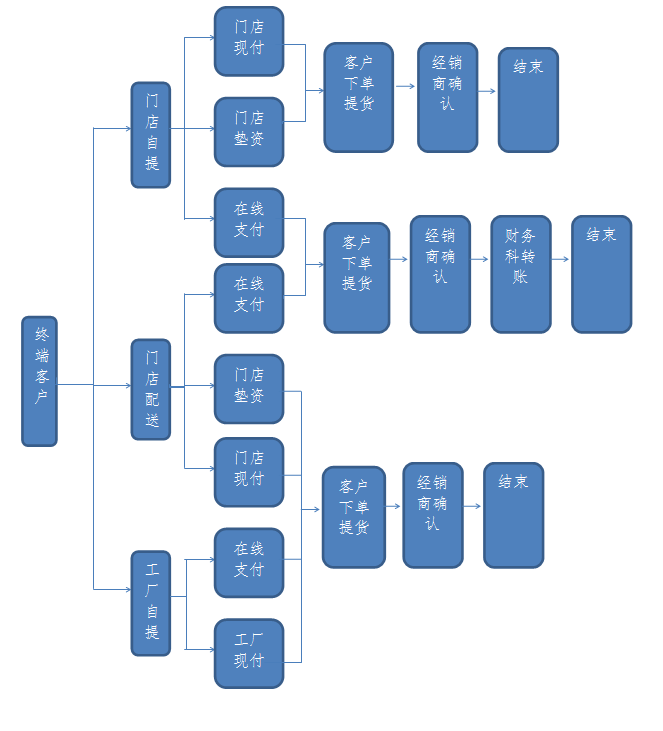 门店
现付
客户
下单
提货
经销
商确
认
结束
门
店
自
提
门店
垫资
在线
支付
客户
下单
提货
经销
商确
认
财务
科转
账
结束
在线
支付
终
端
客
户
门
店
配
送
门店
垫资
门店
现付
客户
下单
提货
经销
商确
认
结束
工
厂
自
提
在线
支付
工厂
现付